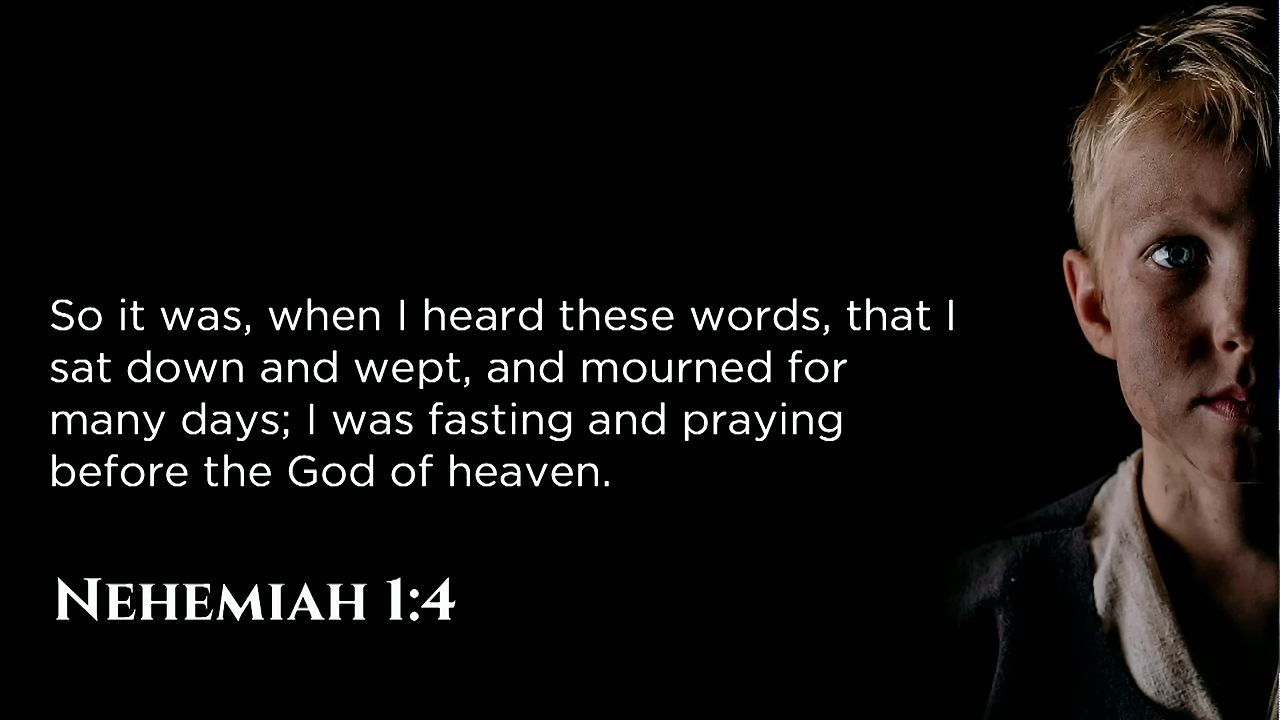 So it was, when I heard these words, that I
sat down and wept, and mourned for
many days; I was fasting and praying
before the God of heaven.
NEHEMIAH 1:4